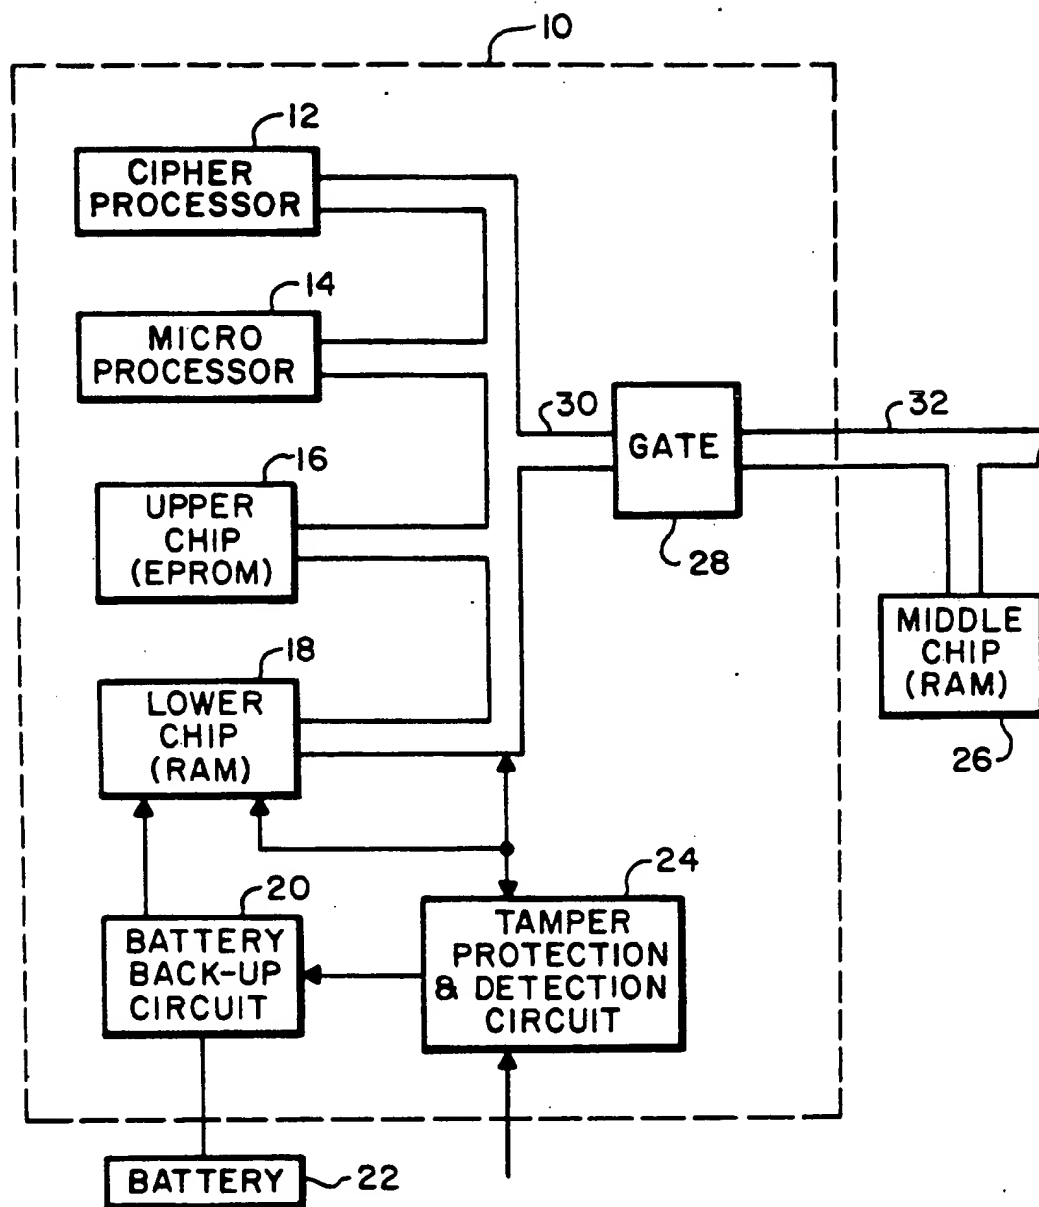 10
12
CIPHER
PROCESSOR
14
MICRO
PROCESSOR
30
32
GATE
28
16
UPPER
CHIP
(EPROM)
MIDDLE
CHIP
(RAM)
26
18
LOWER
CHIP
(RAM)
20
BATTERY
BACK-UP
CIRCUIT
24
TAMPER
PROTECTION
& DETECTION
CIRCUIT
BATTERY
22